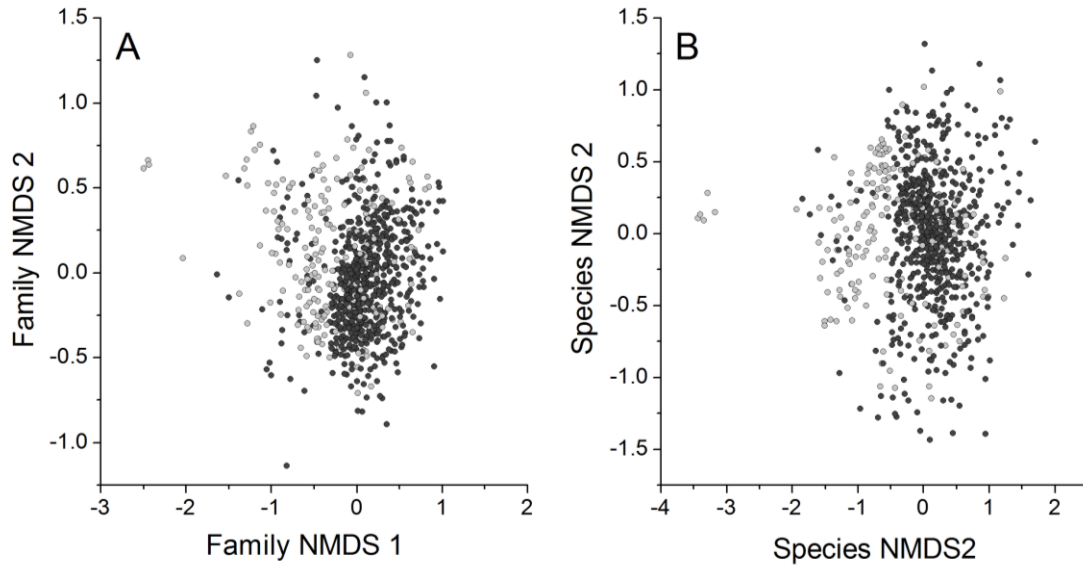 A
1.5
1.0
0.5
0.0
-0.5
-1.0
-3 -2 -1 0 1 2
Family NMDS 2
Family NMDS 1
B
1.5
1.0
0.5
0.0
-0.5
-1.0
-1.5
-4 -3 -2 -1 0 1 2
Species NMDS 2
Species NMDS2